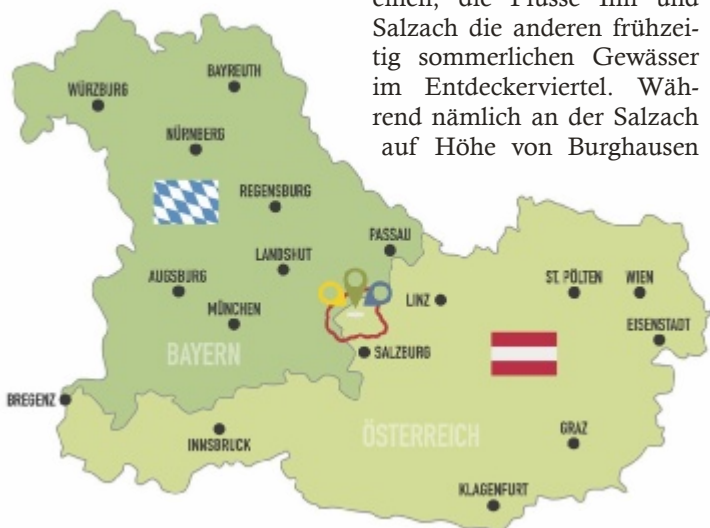 einen, die Flüsse Inn und
Salzach die anderen frühzei-
tig sommerlichen Gewässer
im Entdeckerviertel. Wäh-
rend nämlich an der Salzach
auf Höhe von Burghausen
BAYREUTH
WÜRZBURG
NÜRNBERG
REGENSBURG
PASSAU
LANDSHUT
AUGSBURG
ST. PÖLTEN
WIEN
LINZ
MÜNCHEN
EISENSTADT
BAYERN
SALZBURG
BREGENZ
INNSBRUCK
ÖSTERREICH
GRAZ
KLAGENFURT